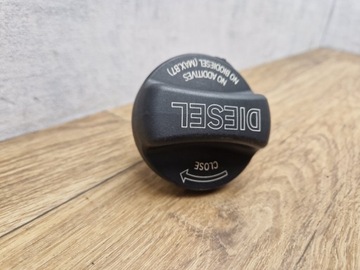 CLOSE
DIESEL
NO ADDITIVES
NO BIODIESEL (MAX.B7)